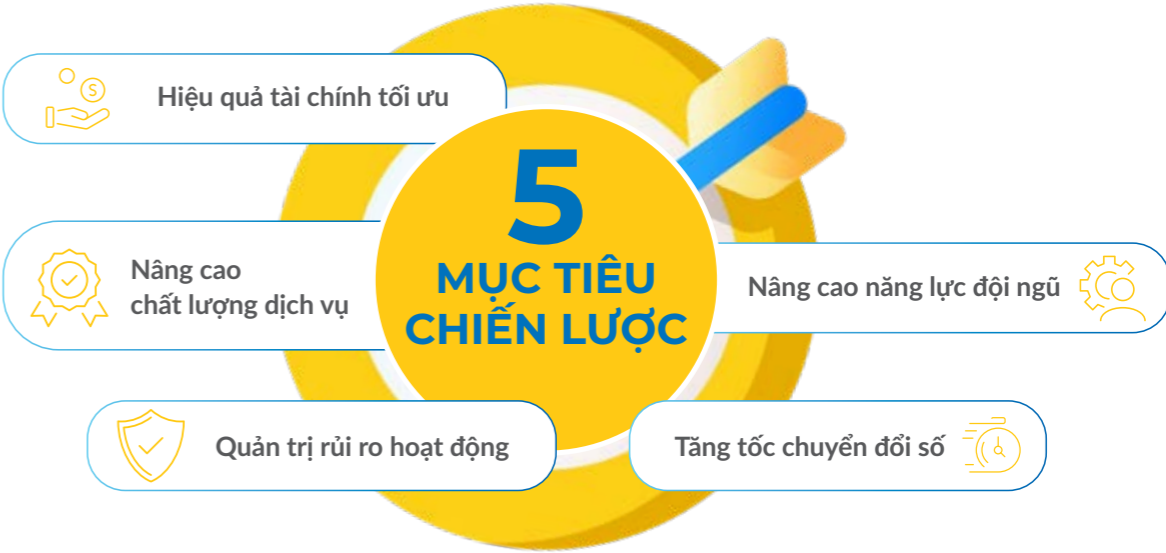 Hiệu quả tài chính tối ưu
5
MỤC TIÊU
CHIẾN LƯỢC
Nâng cao
chất lượng dịch vụ
Nâng cao năng lực đội ngũ
Quản trị rủi ro hoạt động
Tăng tốc chuyển đổi số